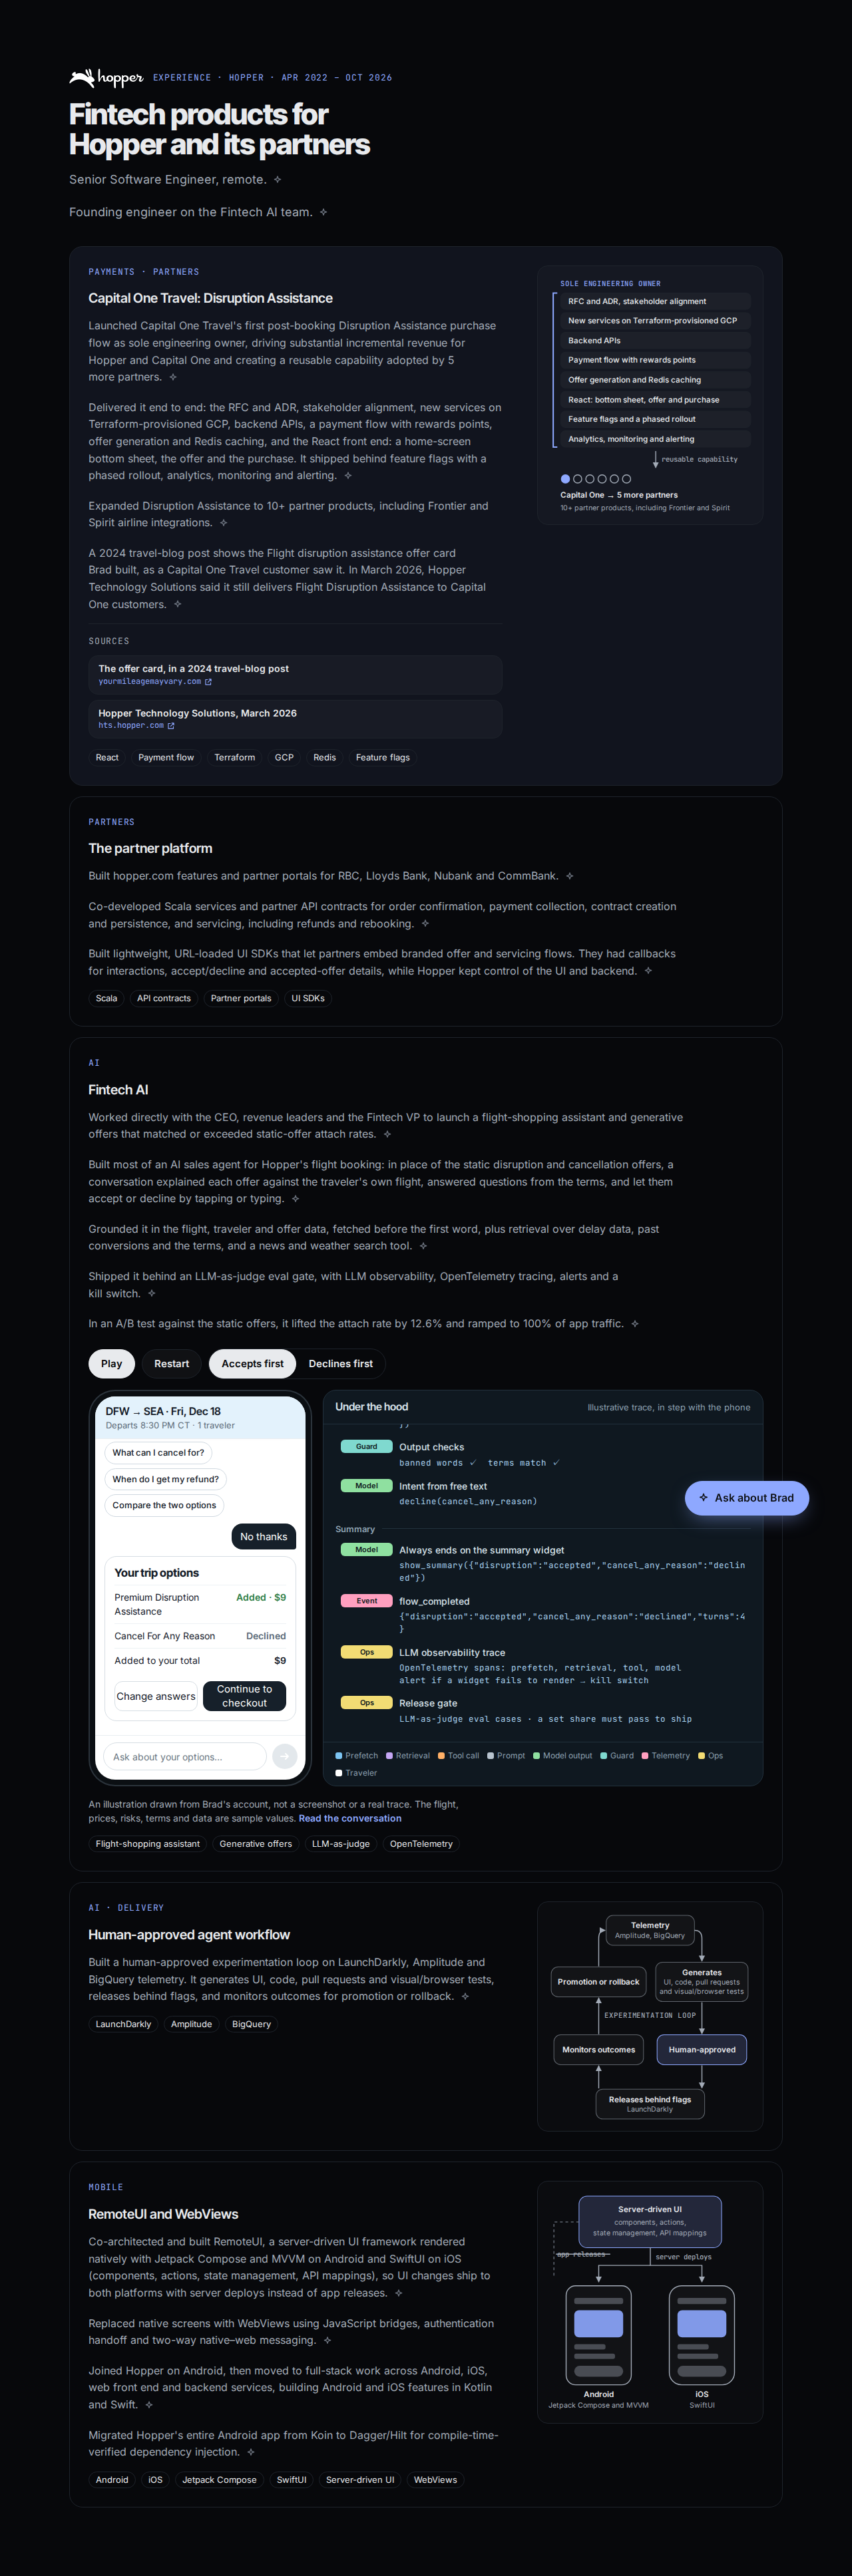 hopper EXPERIENCE · HOPPER · APR 2022 – OCT 2026
Fintech products for
Hopper and its partners
Senior Software Engineer, remote.
Founding engineer on the Fintech AI team.
PAYMENTS · PARTNERS
Capital One Travel: Disruption Assistance
Launched Capital One Travel's first post-booking Disruption Assistance purchase
flow as sole engineering owner, driving substantial incremental revenue for
Hopper and Capital One and creating a reusable capability adopted by 5
more partners.
Delivered it end to end: the RFC and ADR, stakeholder alignment, new services on
Terraform-provisioned GCP, backend APIs, a payment flow with rewards points,
offer generation and Redis caching, and the React front end: a home-screen
bottom sheet, the offer and the purchase. It shipped behind feature flags with a
phased rollout, analytics, monitoring and alerting.
Expanded Disruption Assistance to 10+ partner products, including Frontier and
Spirit airline integrations.
A 2024 travel-blog post shows the Flight disruption assistance offer card
Brad built, as a Capital One Travel customer saw it. In March 2026, Hopper
Technology Solutions said it still delivers Flight Disruption Assistance to Capital
One customers.
SOURCES
The offer card, in a 2024 travel-blog post
yourmileagemayvary.com
Hopper Technology Solutions, March 2026
hts.hopper.com
React
Payment flow
Terraform
GCP
Redis
Feature flags
SOLE ENGINEERING OWNER
RFC and ADR, stakeholder alignment
New services on Terraform-provisioned GCP
Backend APIs
Payment flow with rewards points
Offer generation and Redis caching
React: bottom sheet, offer and purchase
Feature flags and a phased rollout
Analytics, monitoring and alerting
reusable capability
Capital One → 5 more partners
10+ partner products, including Frontier and Spirit
PARTNERS
The partner platform
Built hopper.com features and partner portals for RBC, Lloyds Bank, Nubank and CommBank.
Co-developed Scala services and partner API contracts for order confirmation, payment collection, contract creation
and persistence, and servicing, including refunds and rebooking.
Built lightweight, URL-loaded UI SDKs that let partners embed branded offer and servicing flows. They had callbacks
for interactions, accept/decline and accepted-offer details, while Hopper kept control of the UI and backend.
Scala
API contracts
Partner portals
UI SDKs
AI
Fintech AI
Worked directly with the CEO, revenue leaders and the Fintech VP to launch a flight-shopping assistant and generative
offers that matched or exceeded static-offer attach rates.
Built most of an AI sales agent for Hopper's flight booking: in place of the static disruption and cancellation offers, a
conversation explained each offer against the traveler's own flight, answered questions from the terms, and let them
accept or decline by tapping or typing.
Grounded it in the flight, traveler and offer data, fetched before the first word, plus retrieval over delay data, past
conversions and the terms, and a news and weather search tool.
Shipped it behind an LLM-as-judge eval gate, with LLM observability, OpenTelemetry tracing, alerts and a
kill switch.
In an A/B test against the static offers, it lifted the attach rate by 12.6% and ramped to 100% of app traffic.
Play
Restart
Accepts first
Declines first
DFW → SEA · Fri, Dec 18
Departs 8:30 PM CT · 1 traveler
What can I cancel for?
When do I get my refund?
Compare the two options
No thanks
Your trip options
Premium Disruption
Assistance
Added · $9
Cancel For Any Reason
Declined
Added to your total
$9
Change answers
Continue to
checkout
Ask about your options...
Under the hood
Illustrative trace, in step with the phone
})
Guard
Output checks
banned words ✓ terms match ✓
Model
Intent from free text
decline(cancel_any_reason)
Summary
Model
Always ends on the summary widget
show_summary({"disruption":"accepted","cancel_any_reason":"declin
ed"})
Event
flow_completed
{"disruption":"accepted","cancel_any_reason":"declined","turns":4
}
Ops
LLM observability trace
OpenTelemetry spans: prefetch, retrieval, tool, model
alert if a widget fails to render → kill switch
Ops
Release gate
LLM-as-judge eval cases · a set share must pass to ship
Prefetch
Retrieval
Tool call
Prompt
Model output
Guard
Telemetry
Ops
Traveler
Ask about Brad
An illustration drawn from Brad's account, not a screenshot or a real trace. The flight,
prices, risks, terms and data are sample values. Read the conversation
Flight-shopping assistant
Generative offers
LLM-as-judge
OpenTelemetry
AI · DELIVERY
Human-approved agent workflow
Built a human-approved experimentation loop on LaunchDarkly, Amplitude and
BigQuery telemetry. It generates UI, code, pull requests and visual/browser tests,
releases behind flags, and monitors outcomes for promotion or rollback.
LaunchDarkly
Amplitude
BigQuery
Telemetry
Amplitude, BigQuery
Promotion or rollback
Generates
UI, code, pull requests
and visual/browser tests
EXPERIMENTATION LOOP
Monitors outcomes
Human-approved
Releases behind flags
LaunchDarkly
MOBILE
RemoteUI and WebViews
Co-architected and built RemoteUI, a server-driven UI framework rendered
natively with Jetpack Compose and MVVM on Android and SwiftUI on iOS
(components, actions, state management, API mappings), so UI changes ship to
both platforms with server deploys instead of app releases.
Replaced native screens with WebViews using JavaScript bridges, authentication
handoff and two-way native–web messaging.
Joined Hopper on Android, then moved to full-stack work across Android, iOS,
web front end and backend services, building Android and iOS features in Kotlin
and Swift.
Migrated Hopper's entire Android app from Koin to Dagger/Hilt for compile-time-
verified dependency injection.
Android
iOS
Jetpack Compose
SwiftUI
Server-driven UI
WebViews
Server-driven UI
components, actions,
state management, API mappings
app releases
server deploys
Android
Jetpack Compose and MVVM
iOS
SwiftUI